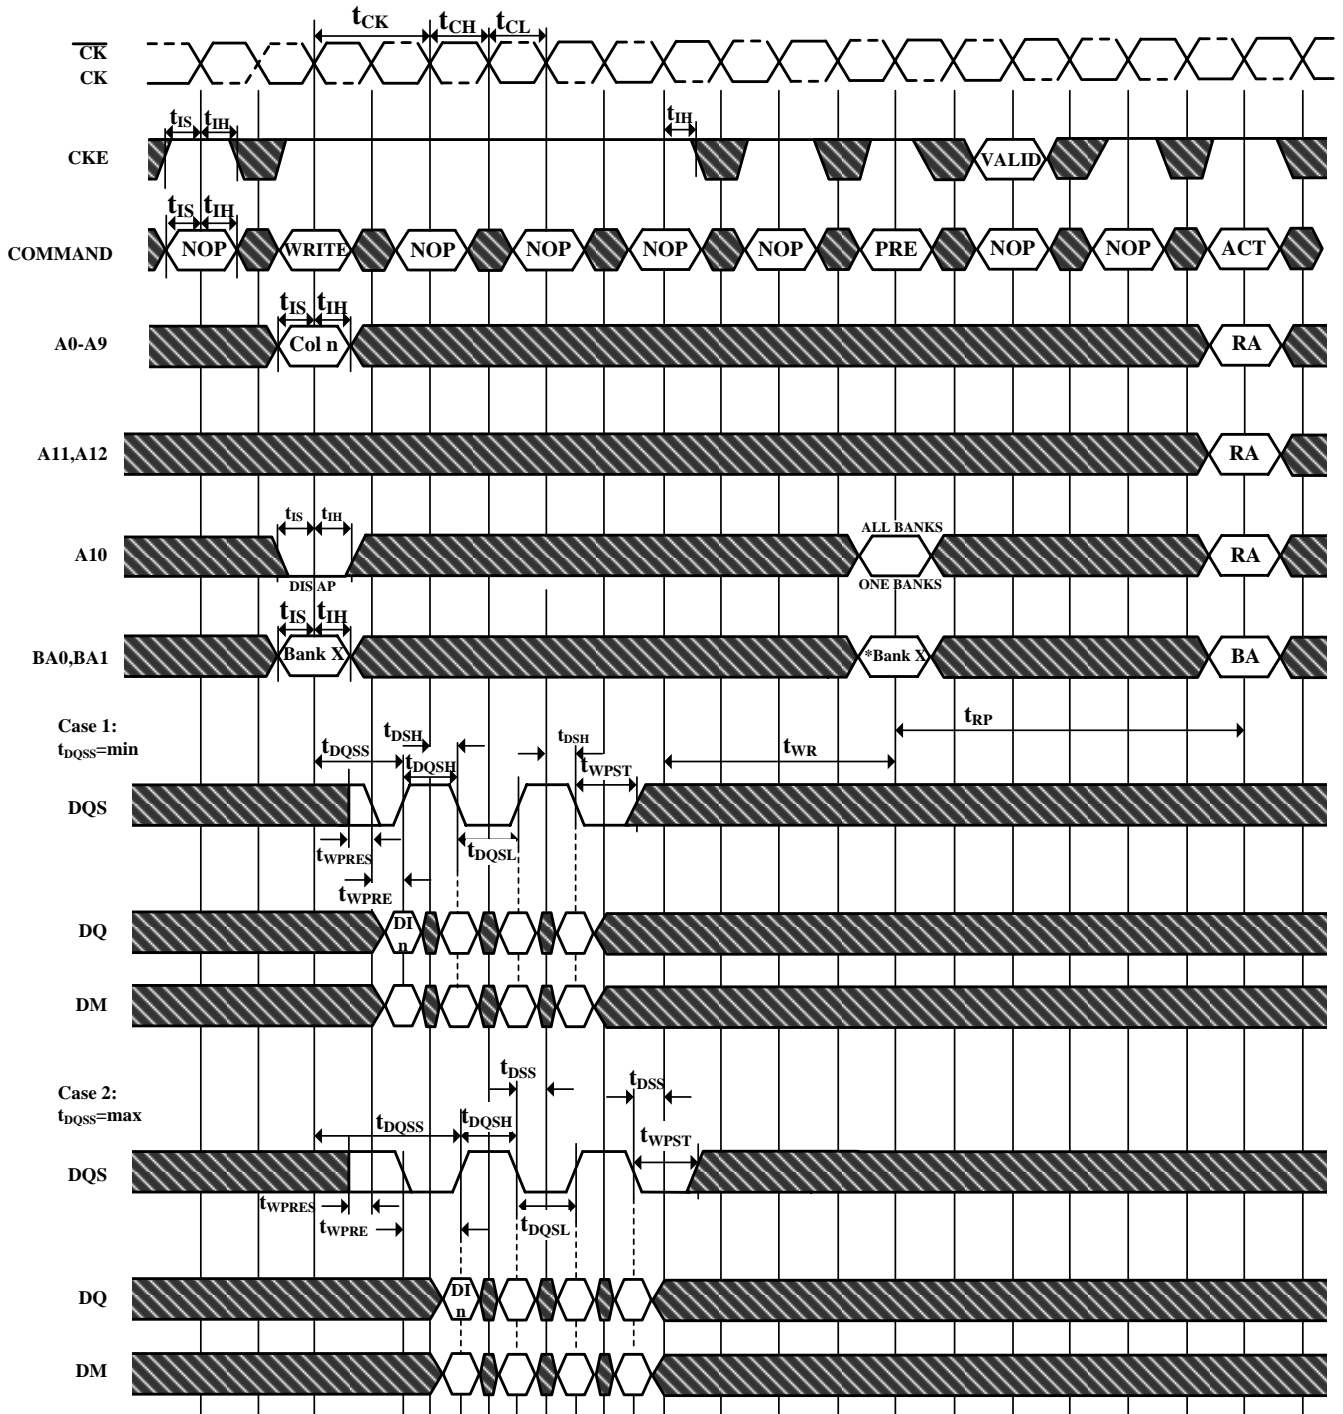 tCK tCH tCL
CK
CK
tIS tIH tIH
CKE VALID
tIS tIH
COMMAND NOP WRITE NOP NOP NOP NOP PRE NOP NOP ACT
tIS tIH
A0-A9 Col n RA
A11,A12 RA
tIS tIH ALL BANKS
A10 RA
DIS AP ONE BANKS
tIS tIH
BA0,BA1 Bank X *Bank X BA
Case 1:
tDQSS=min
tDQSS tDSH tDSH tRP
tDQSH tWPST tWR
DQS
tWPRES tDQSL
tWPRE
DQ DI
n
DM
tDSS tDSS
Case 2:
tDQSS=max
tDQSS tDQSH tWPST
DQS
tWPRES tWPRE tDQSL
DQ DI
n
DM